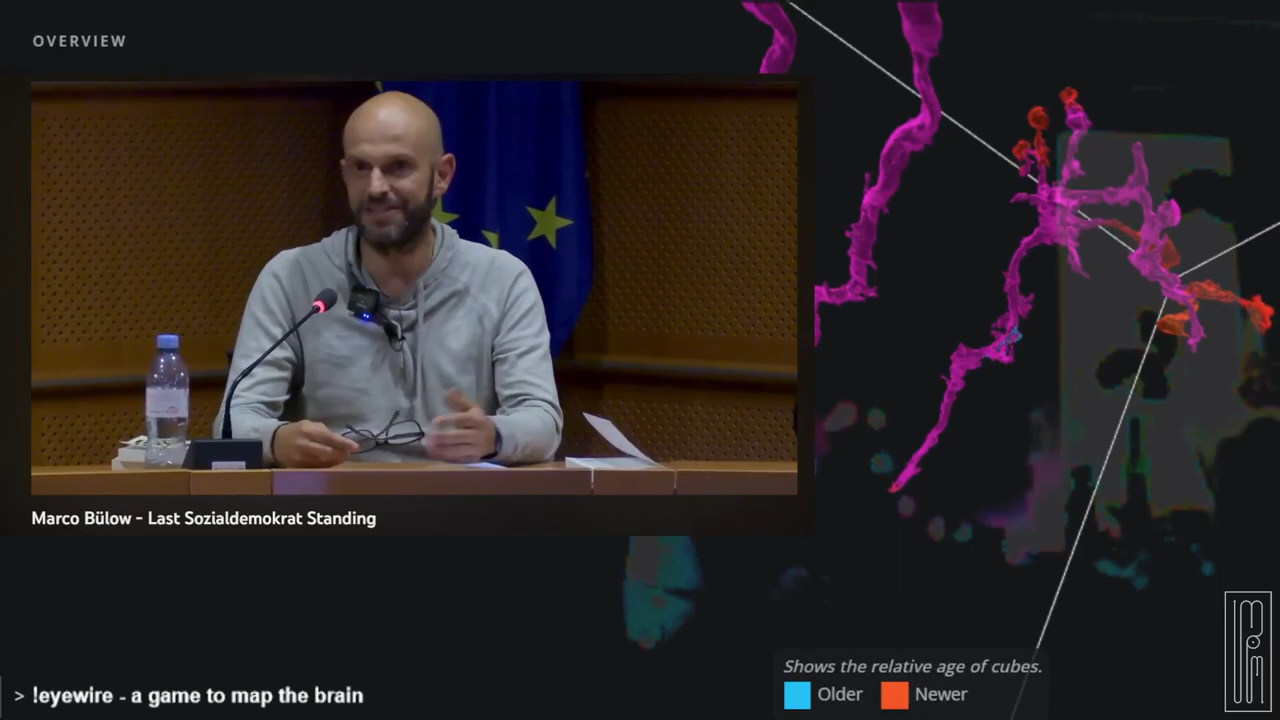 OVERVIEW
Marco Bülow - Last Sozialdemokrat Standing
Shows the relative age of cubes.
Older Newer
> !eyewire - a game to map the brain